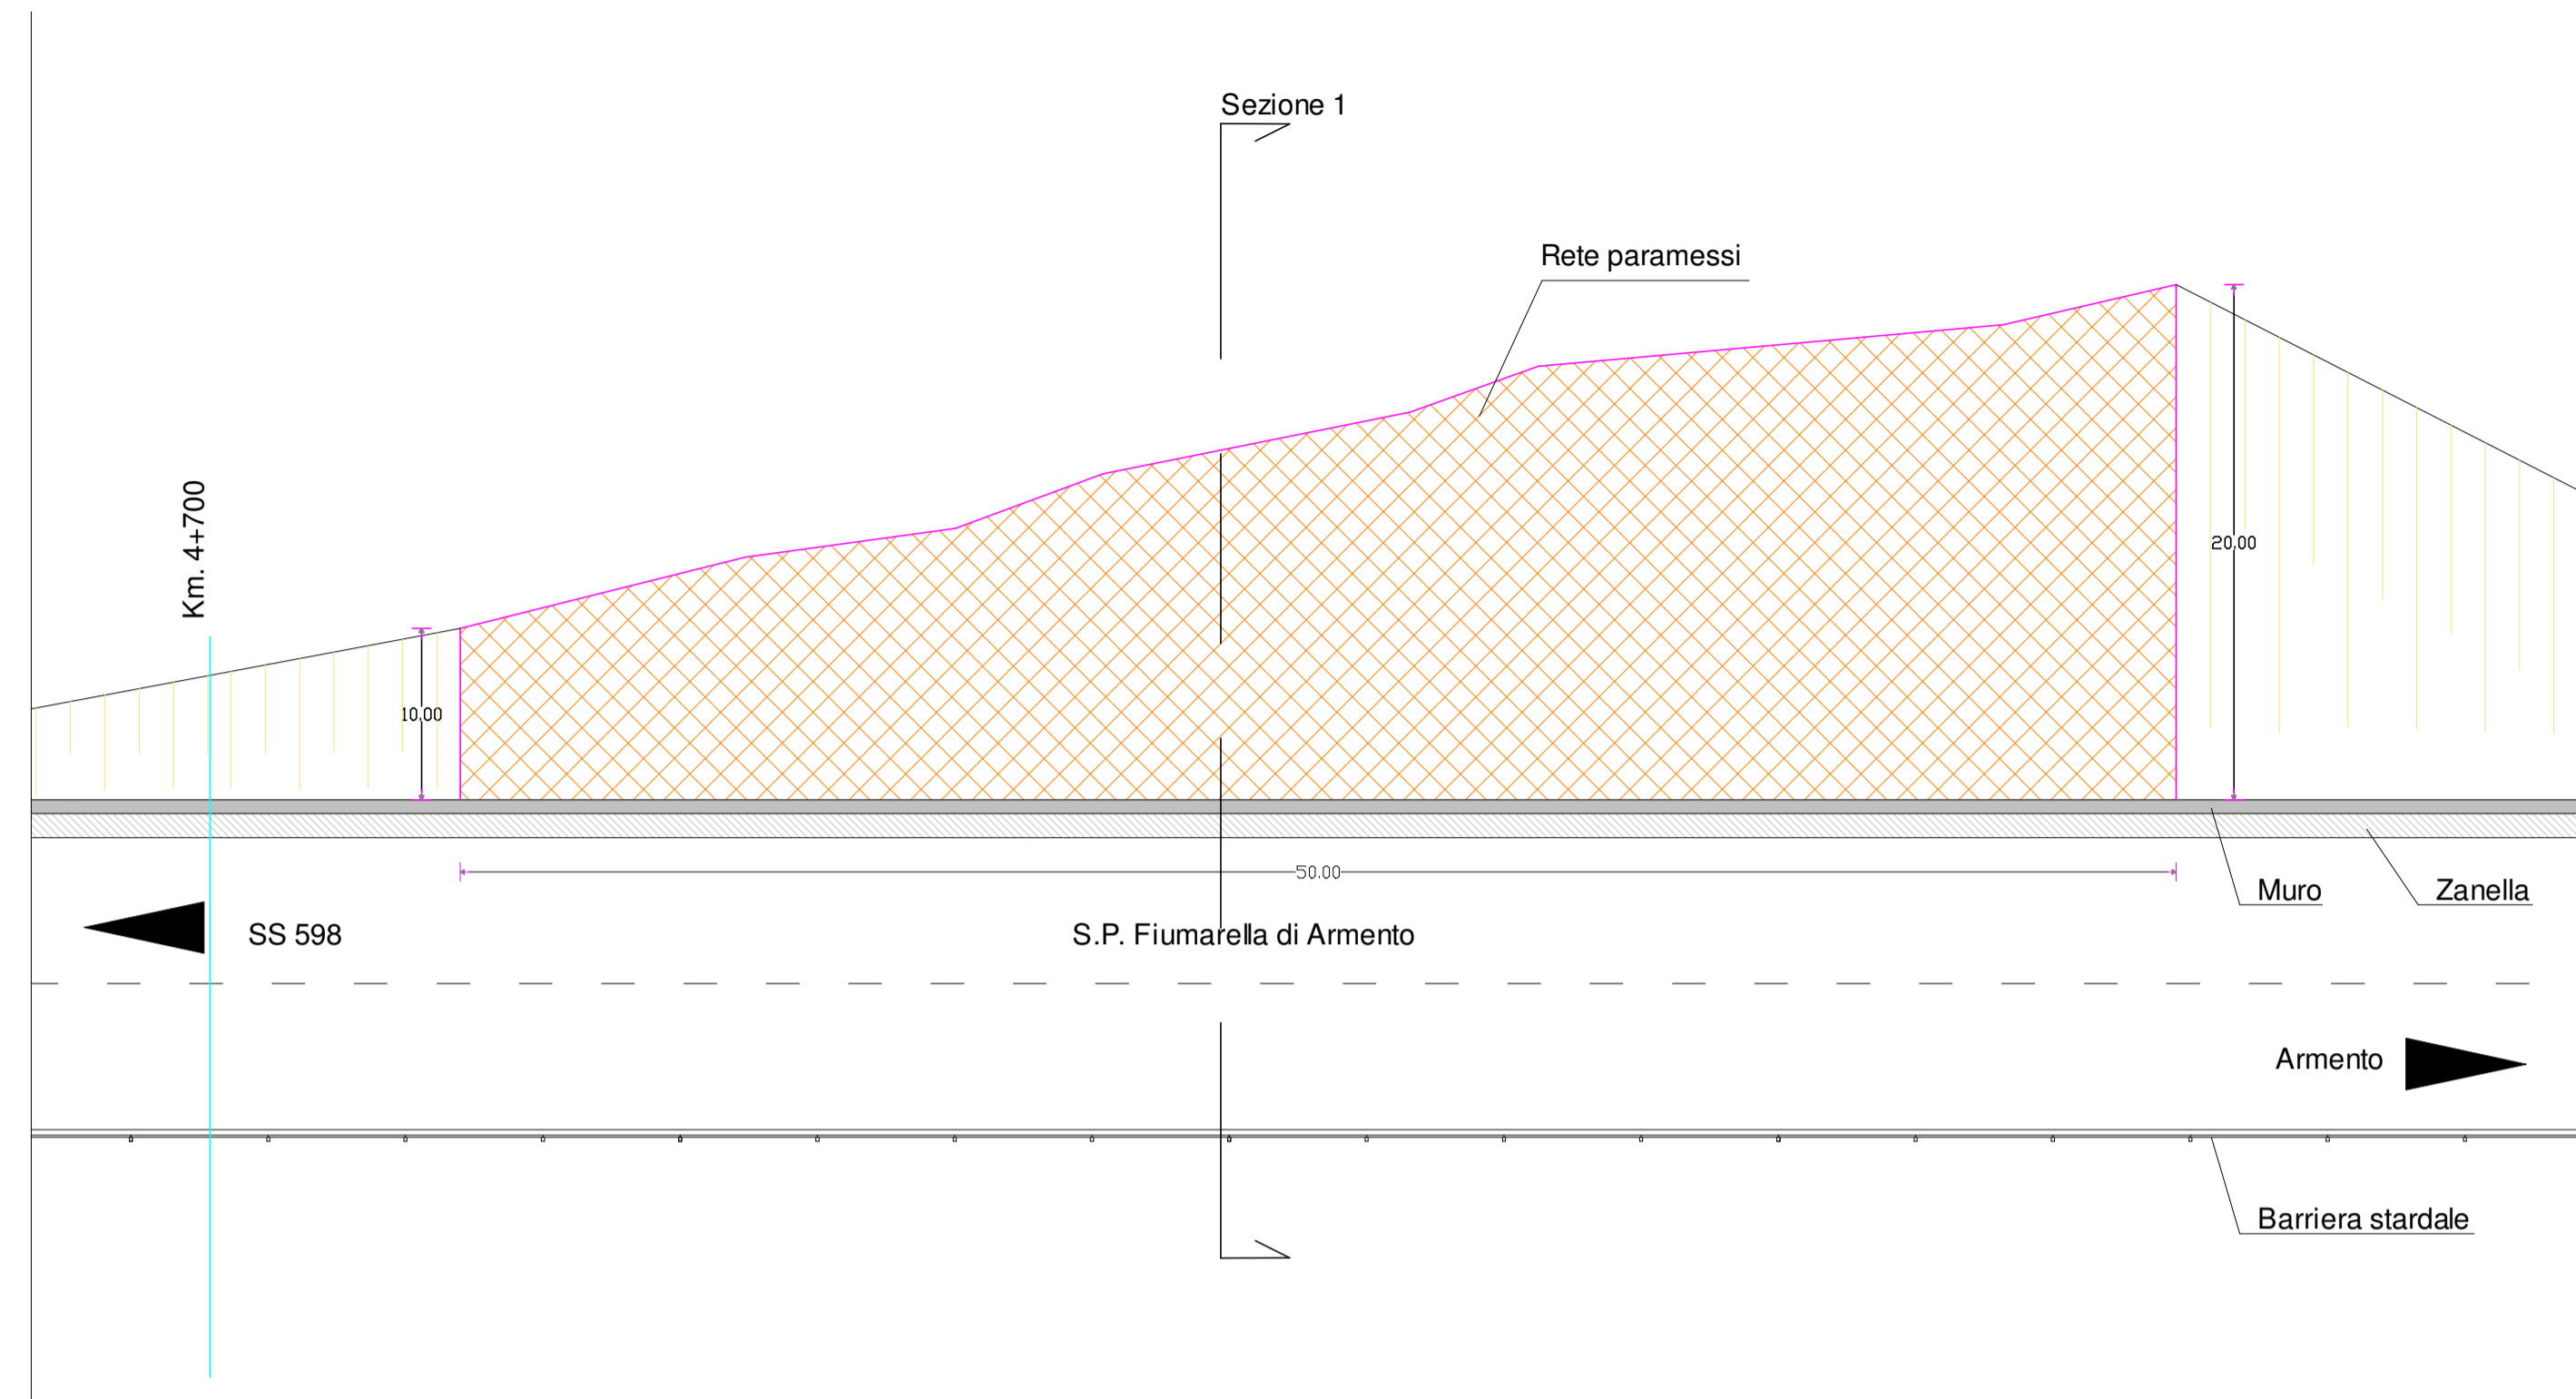 Sezione 1
Rete paramessi
Km. 4+700
20.00
10.00
50.00
Muro
Zanella
SS 598
S.P. Fiumarella di Armento
Armento
Barriera stardale